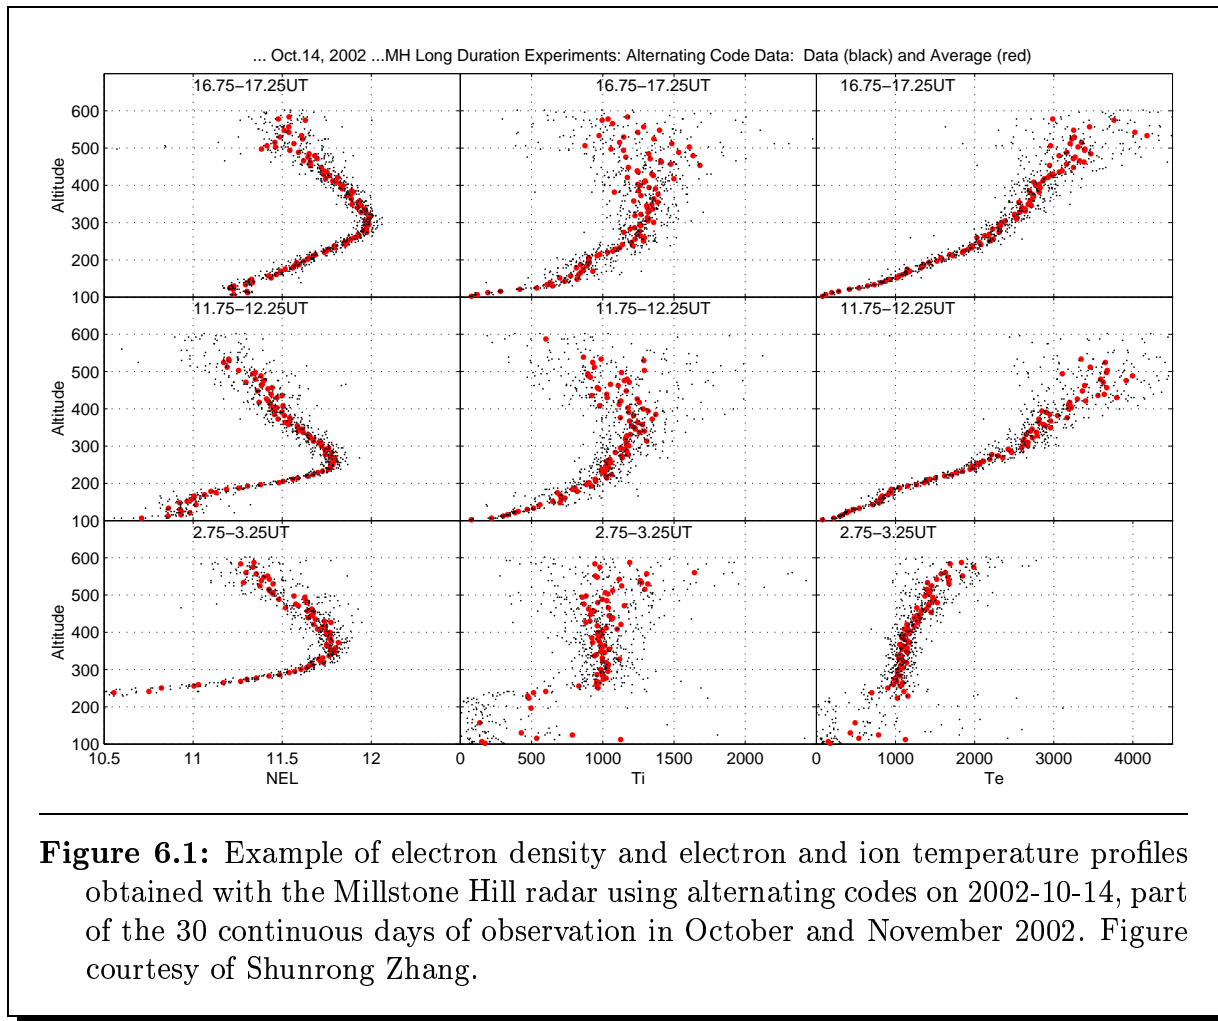 ... Oct.14, 2002 ...MH Long Duration Experiments: Alternating Code Data:  Data (black) and Average (red)
16.75−17.25UT
16.75−17.25UT
16.75−17.25UT
600
500
400
300
200
100
Altitude
11.75−12.25UT
11.75−12.25UT
11.75−12.25UT
600
500
400
300
200
100
Altitude
2.75−3.25UT
2.75−3.25UT
2.75−3.25UT
600
500
400
300
200
100
Altitude
10.5 11 11.5 12
0 500 1000 1500 2000
0 1000 2000 3000 4000
NEL
Ti
Te
Figure 6.1: Example of electron density and electron and ion temperature profiles
obtained with the Millstone Hill radar using alternating codes on 2002-10-14, part
of the 30 continuous days of observation in October and November 2002. Figure
courtesy of Shunrong Zhang.